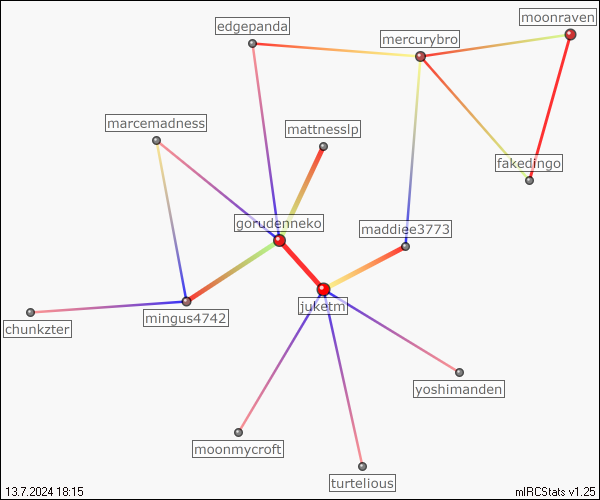 moonraven
edgepanda
mercurybro
marcemadness
mattnesslp
fakedingo
gorudenneko
maddiee3773
juketm
mingus4742
chunkzter
yoshimanden
moonmycroft
turtelious
13.7.2024 18:15
mIRCStats v1.25